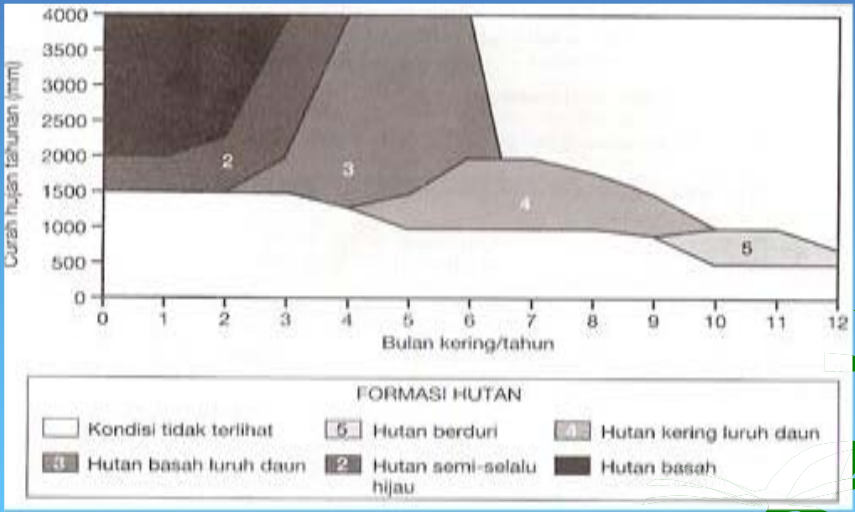 Curah hujan tahunan (mm)
4000
3500
3000
2500
2000
1500
1000
500
0
2
3
4
5
0 1 2 3 4 5 6 7 8 9 10 11 12
Bulan kering/tahun
FORMASI HUTAN
Kondisi tidak terlihat
5 Hutan berduri
4 Hutan kering luruh daun
3 Hutan basah luruh daun
2 Hutan semi-selalu
hijau
Hutan basah